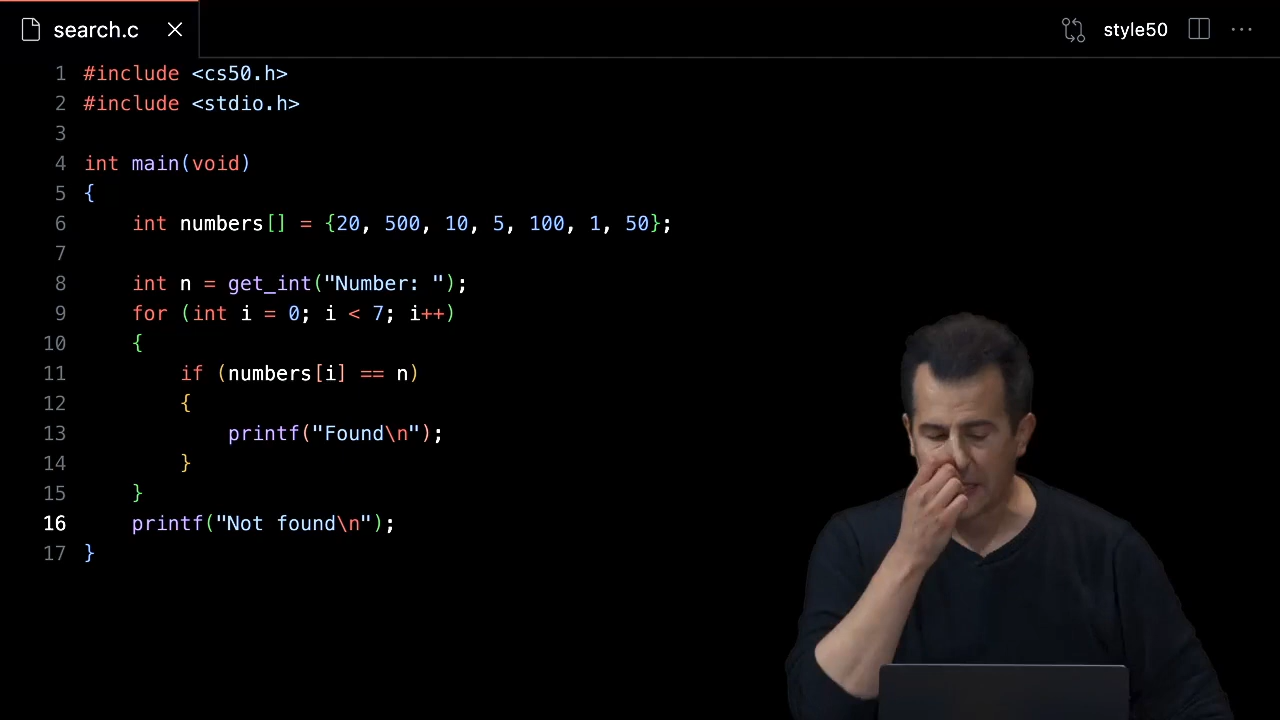 search.c
style50
1 #include <cs50.h>
2 #include <stdio.h>
3
4 int main(void)
5 {
6     int numbers[] = {20, 500, 10, 5, 100, 1, 50};
7
8     int n = get_int("Number: ");
9     for (int i = 0; i < 7; i++)
10     {
11         if (numbers[i] == n)
12         {
13             printf("Found\n");
14         }
15     }
16     printf("Not found\n");
17 }